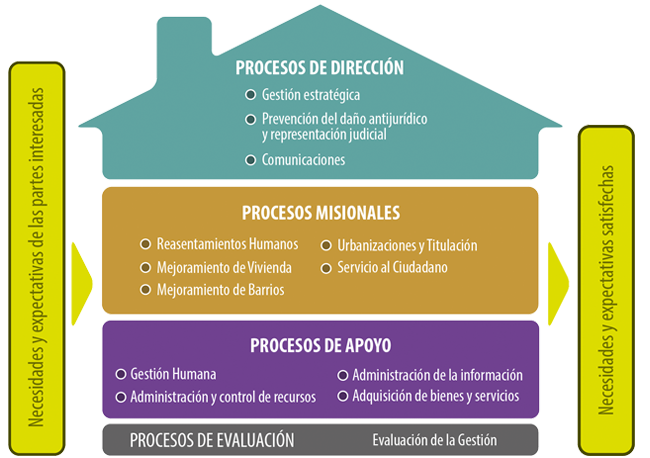 Necesidades y expectativas de las partes interesadas
PROCESOS DE DIRECCIÓN
Gestión estratégica
Prevención del daño antijurídico
y representación judicial
Comunicaciones
PROCESOS MISIONALES
Reasentamientos Humanos
Mejoramiento de Vivienda
Mejoramiento de Barrios
Urbanizaciones y Titulación
Servicio al Ciudadano
PROCESOS DE APOYO
Gestión Humana
Administración y control de recursos
Administración de la información
Adquisición de bienes y servicios
PROCESOS DE EVALUACIÓN
Evaluación de la Gestión
Necesidades y expectativas satisfechas